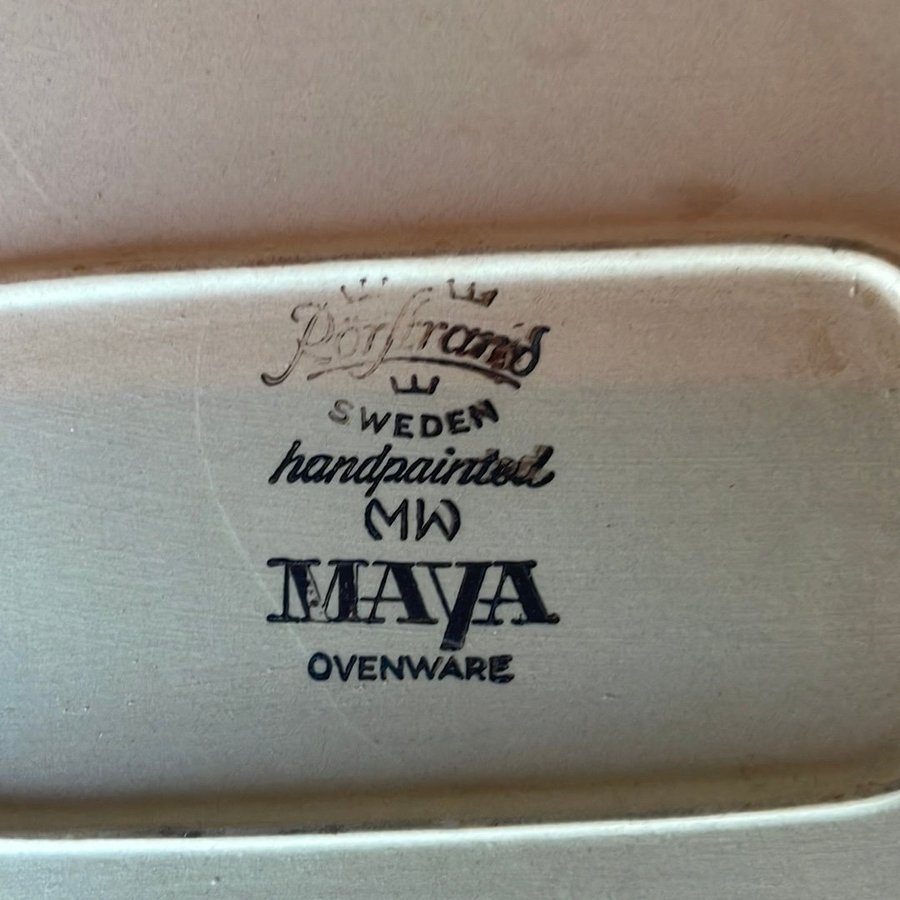 Rörstrand
SWEDEN
handpainted
MW
MAYA
OVENWARE